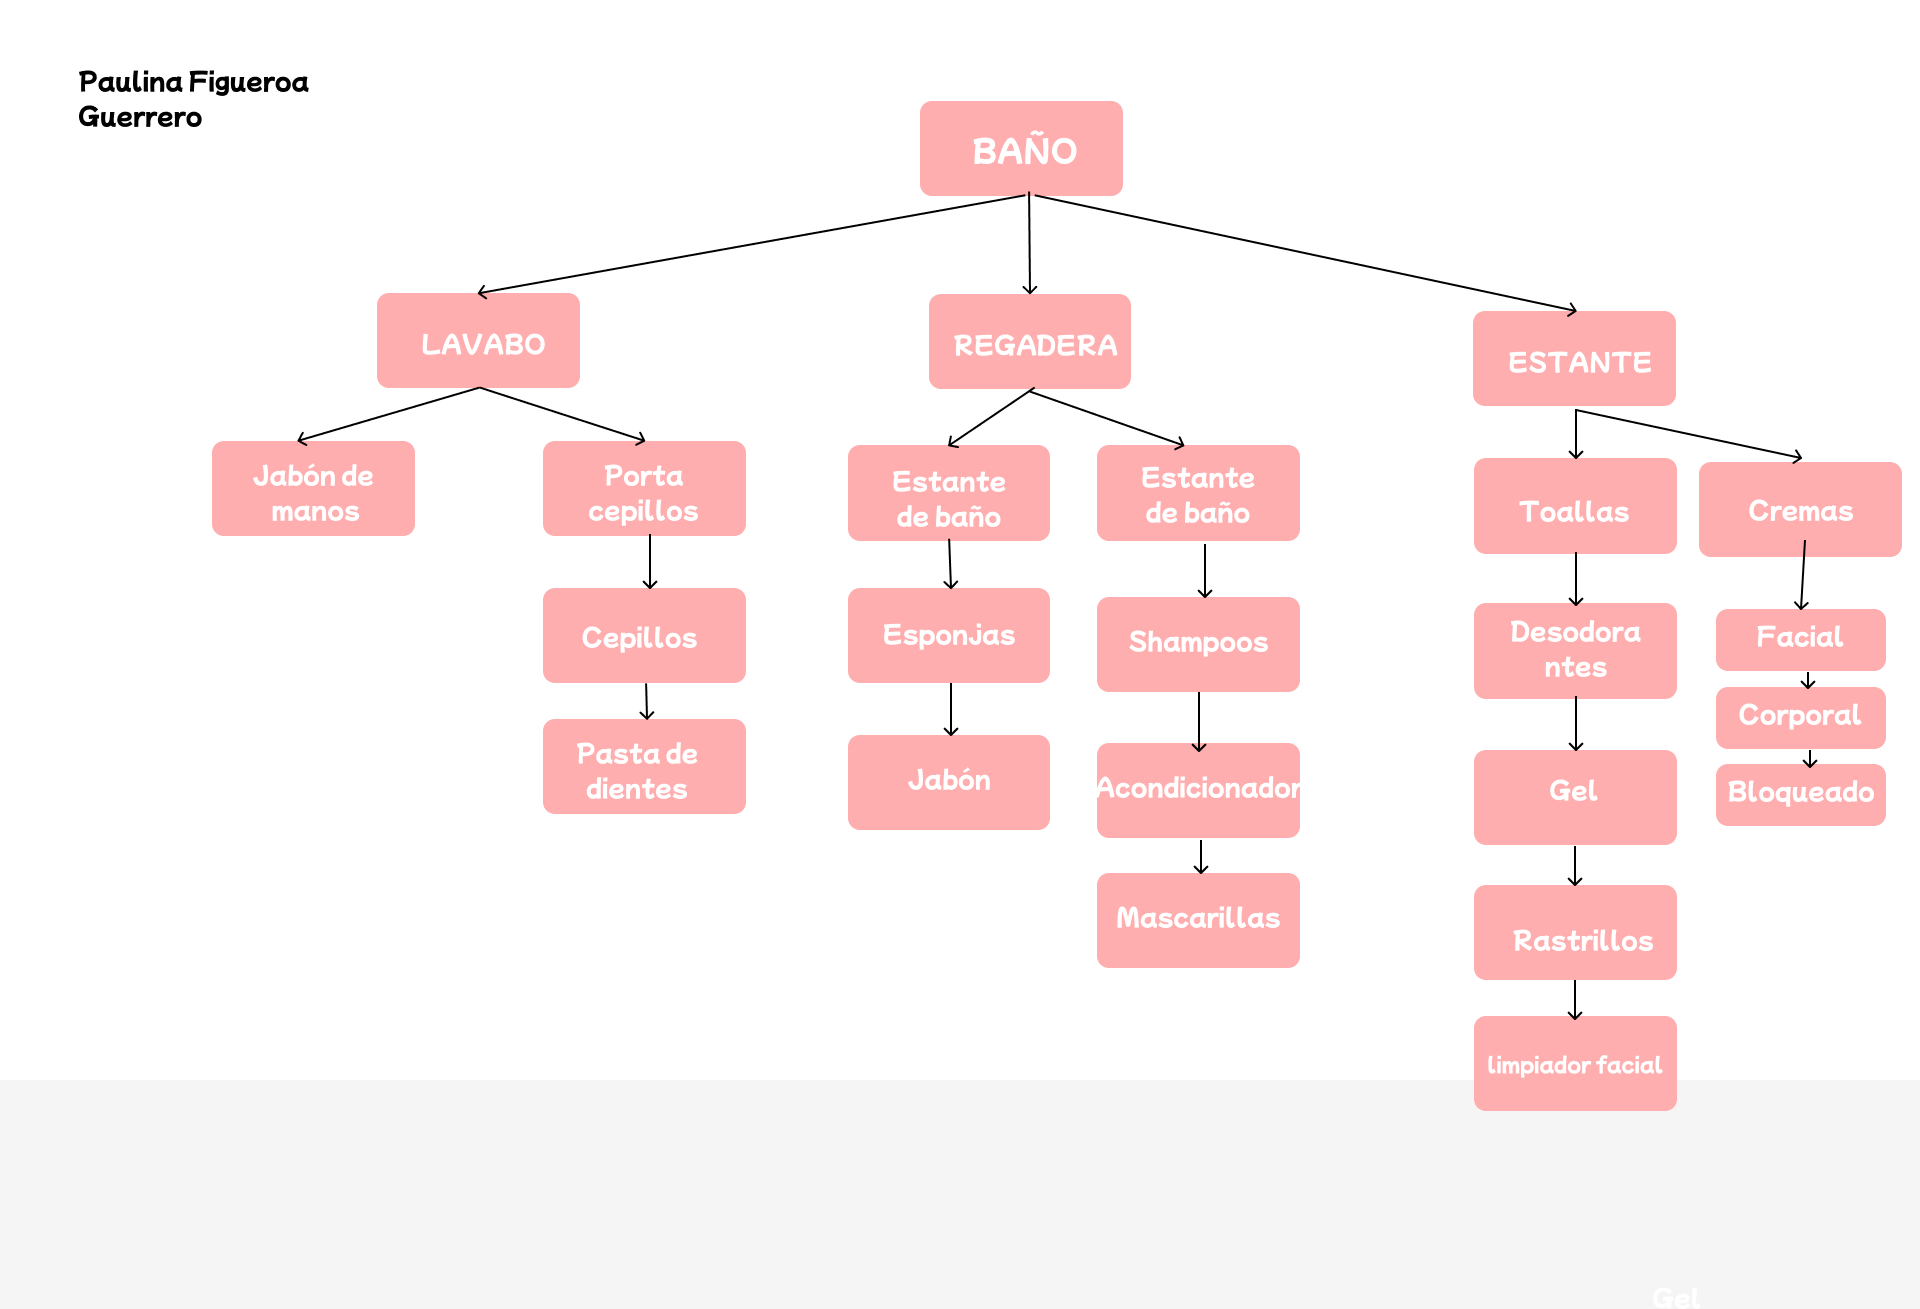 Paulina Figueroa
Guerrero
BAÑO
LAVABO
REGADERA
ESTANTE
Jabón de
manos
Porta
cepillos
Estante
de baño
Estante
de baño
Toallas
Cremas
Cepillos
Esponjas
Shampoos
Desodora
ntes
Facial
Corporal
Pasta de
dientes
Jabón
Acondicionador
Gel
Bloqueado
Mascarillas
Rastrillos
limpiador facial
Gel